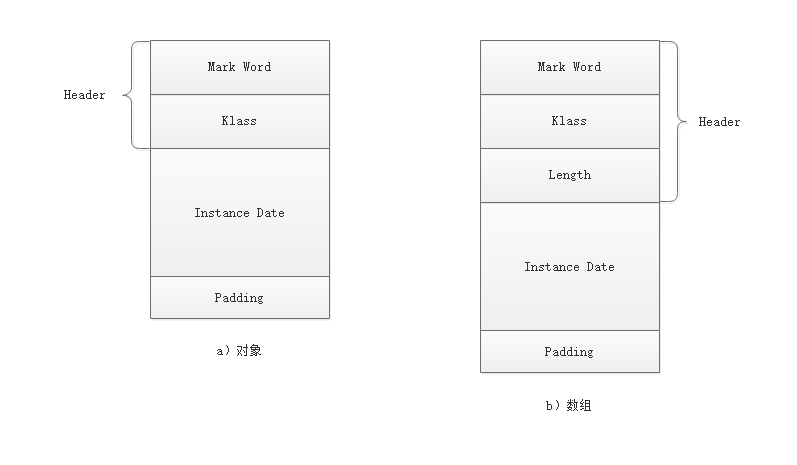 Mark Word
Header
Klass
Instance Date
Padding
a) 对象
Mark Word
Klass
Header
Length
Instance Date
Padding
b) 数组